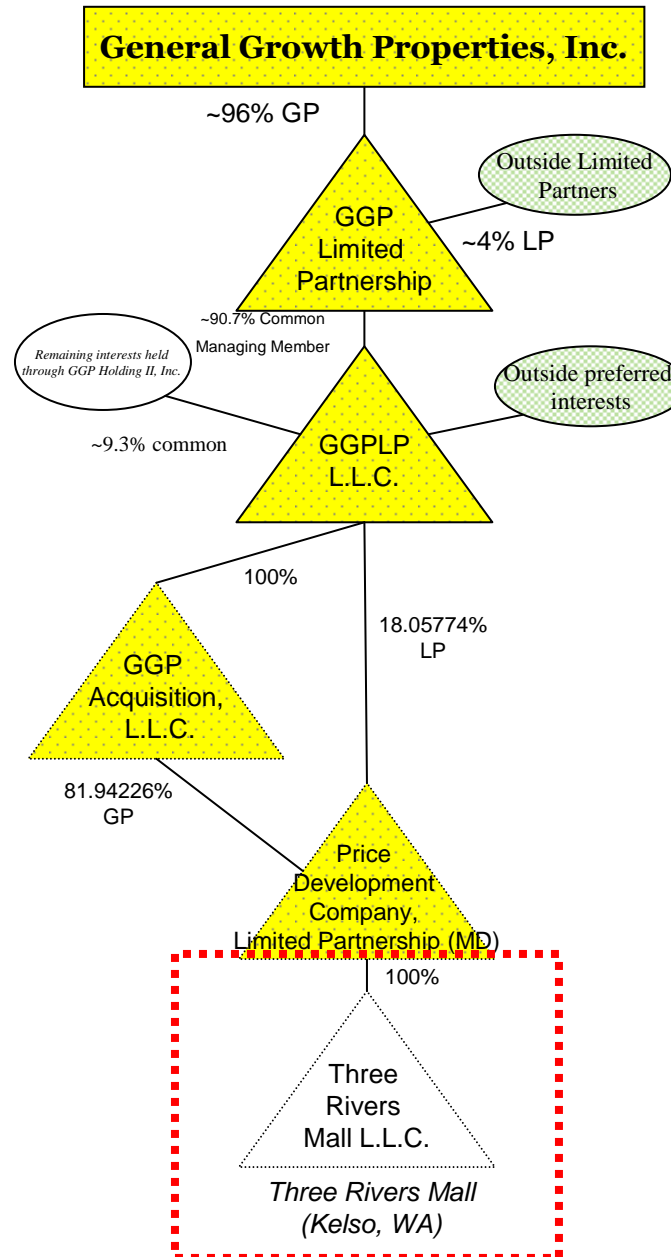 General Growth Properties, Inc.
~96% GP
Outside Limited
Partners
GGP
Limited
Partnership
~4% LP
~90.7% Common
Managing Member
Remaining interests held
through GGP Holding II, Inc.
Outside preferred
interests
~9.3% common
GGPLP
L.L.C.
100%
18.05774%
LP
GGP
Acquisition,
L.L.C.
81.94226%
GP
Price
Development
Company,
Limited Partnership (MD)
100%
Three
Rivers
Mall L.L.C.
Three Rivers Mall
(Kelso, WA)